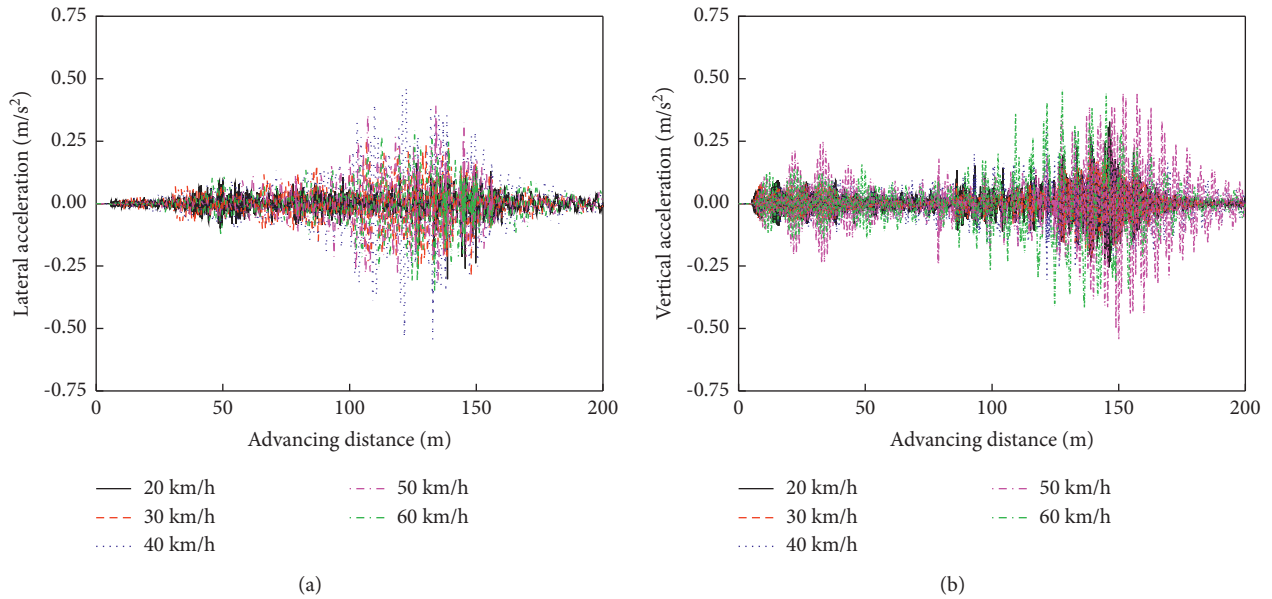 0.75
0.50
0.25
0.00
-0.25
-0.50
-0.75
Lateral acceleration (m/s²)
0 50 100 150 200
Advancing distance (m)
20 km/h
30 km/h
40 km/h
50 km/h
60 km/h
(a)
0.75
0.50
0.25
0.00
-0.25
-0.50
-0.75
Vertical acceleration (m/s²)
0 50 100 150 200
Advancing distance (m)
20 km/h
30 km/h
40 km/h
50 km/h
60 km/h
(b)